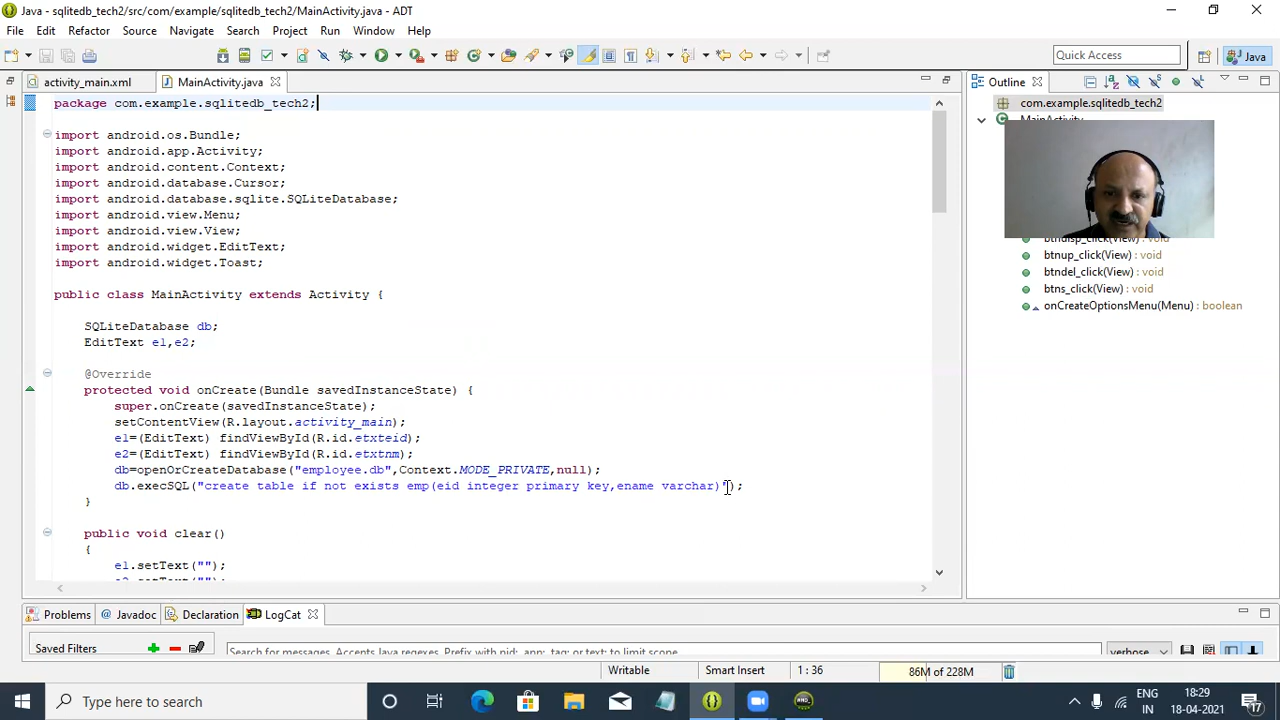 Java - sqlitedb_tech2/src/com/example/sqlitedb_tech2/MainActivity.java - ADT
File Edit Refactor Source Navigate Search Project Run Window Help
Quick Access
Java
activity_main.xml
MainActivity.java
Outline
package com.example.sqlitedb_tech2;
com.example.sqlitedb_tech2
MainActivity
import android.os.Bundle;
import android.app.Activity;
import android.content.Context;
import android.database.Cursor;
import android.database.sqlite.SQLiteDatabase;
import android.view.Menu;
import android.view.View;
import android.widget.EditText;
import android.widget.Toast;
btndisp_click(View) : void
btnup_click(View) : void
btndel_click(View) : void
btns_click(View) : void
onCreateOptionsMenu(Menu) : boolean
public class MainActivity extends Activity {
SQLiteDatabase db;
EditText e1,e2;
@Override
protected void onCreate(Bundle savedInstanceState) {
super.onCreate(savedInstanceState);
setContentView(R.layout.activity_main);
e1=(EditText) findViewById(R.id.etxteid);
e2=(EditText) findViewById(R.id.etxtnm);
db=openOrCreateDatabase("employee.db",Context.MODE_PRIVATE,null);
db.execSQL("create table if not exists emp(eid integer primary key,ename varchar)");
}
public void clear()
{
e1.setText("");
e2.setText("");
Problems
@ Javadoc
Declaration
LogCat
Saved Filters
Search for messages. Accepts Java regexes. Prefix with pid:, app:, tag: or text: to limit scope.
verbose
Writable
Smart Insert
1 : 36
86M of 228M
Type here to search
ENG
IN
18:29
18-04-2021
17